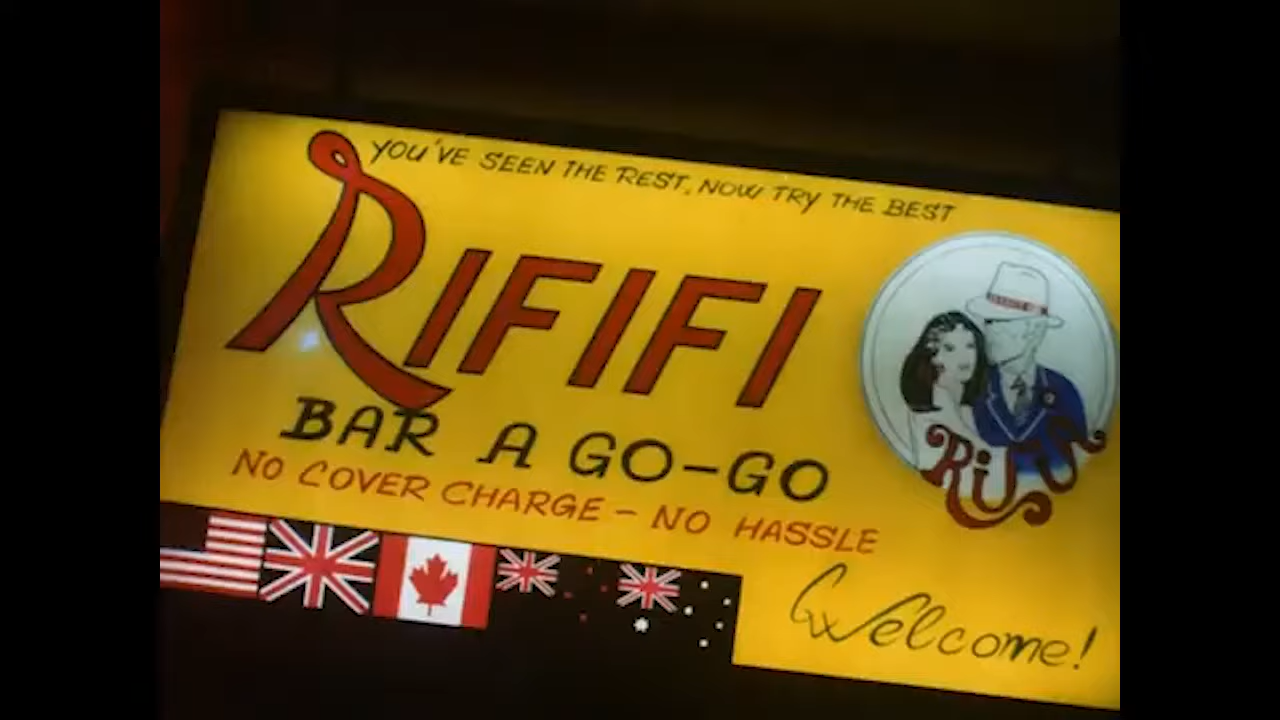 YOU'VE SEEN THE REST, NOW TRY THE BEST
RIFIFI
BAR A GO-GO
NO COVER CHARGE - NO HASSLE
Rififi
Welcome!